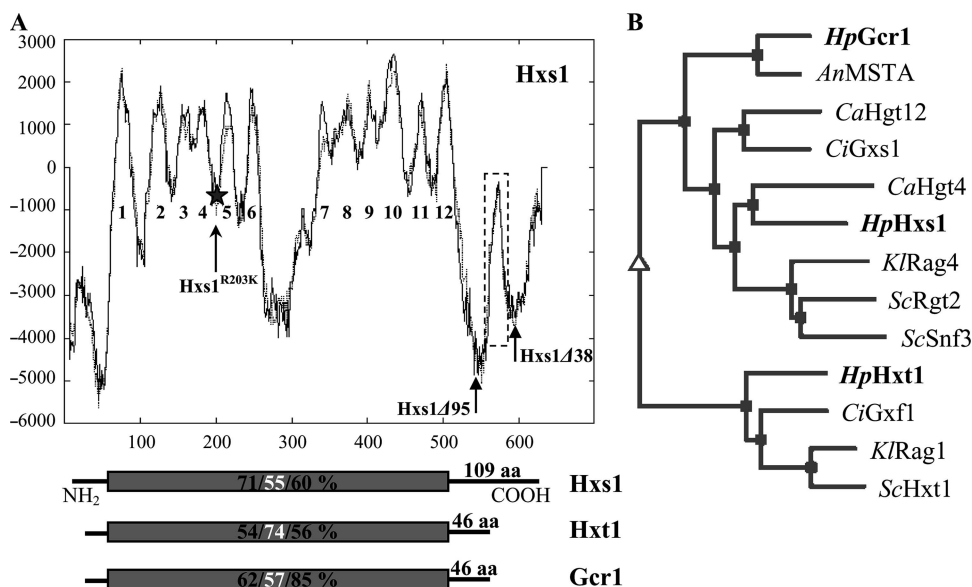 A
Hxs1
3000
2000
1000
0
−1000
−2000
−3000
−4000
−5000
−6000
1 2 3 4 5 6 7 8 9 10 11 12
Hxs1R203K
Hxs1Δ38
Hxs1Δ95
100 200 300 400 500 600
71/55/60 %
109 aa
NH2
COOH
Hxs1
54/74/56 %
46 aa
Hxt1
62/57/85 %
46 aa
Gcr1
B
HpGcr1
AnMSTA
CaHgt12
CiGxs1
CaHgt4
HpHxs1
KlRag4
ScRgt2
ScSnf3
HpHxt1
CiGxf1
KlRag1
ScHxt1